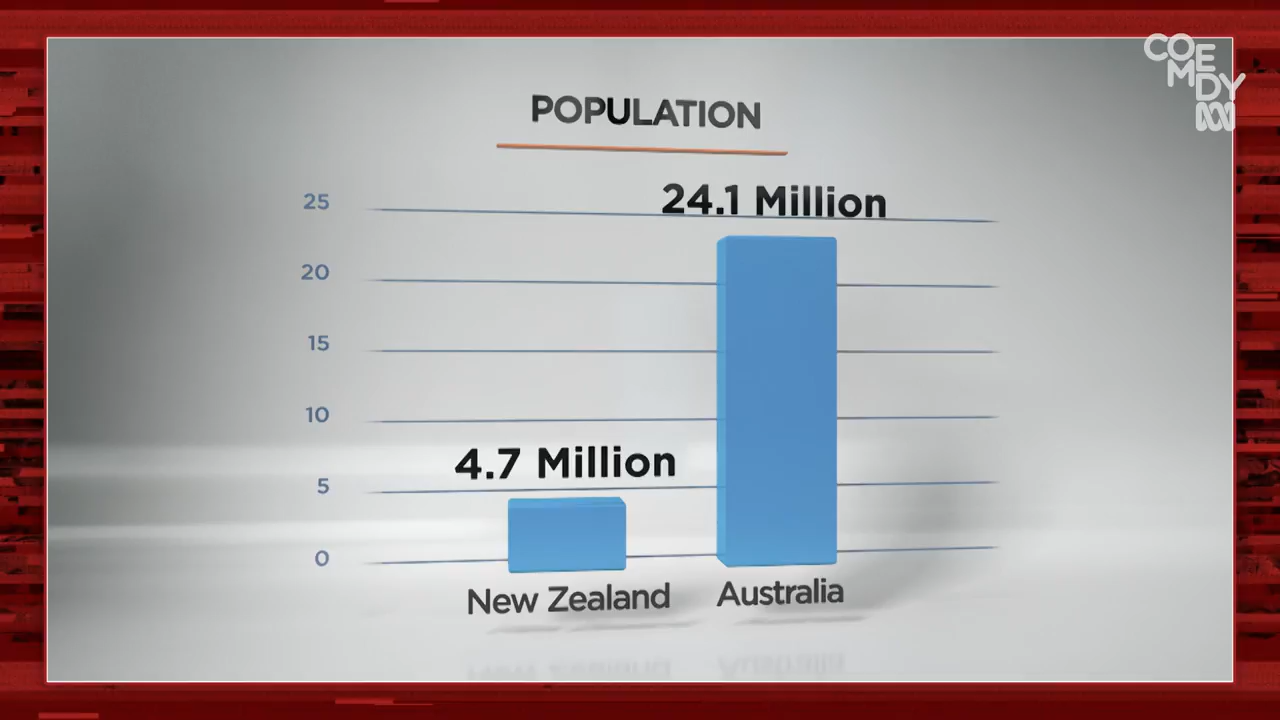 COMEDY
POPULATION
24.1 Million
25
20
15
10
4.7 Million
5
0
New Zealand
Australia